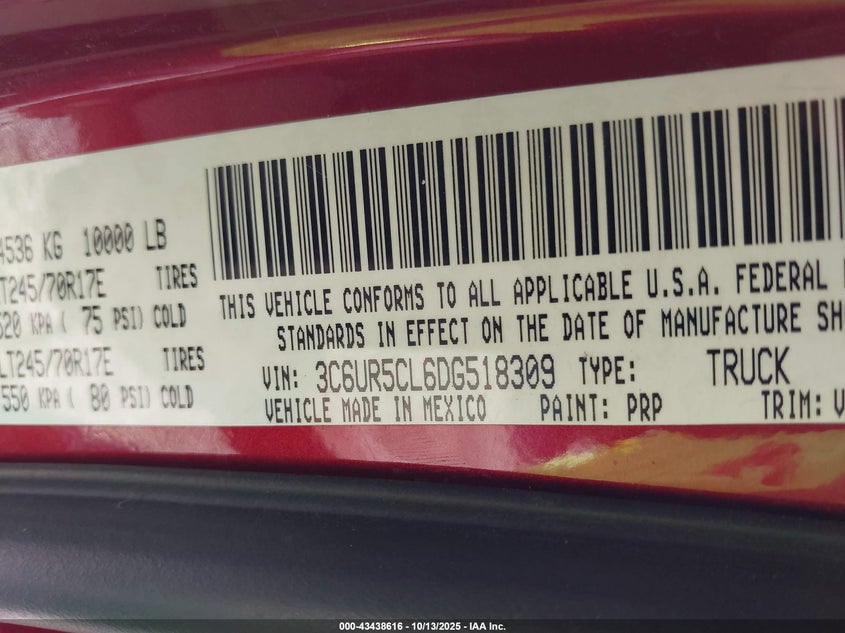 4536 KG 10000 LB
LT245/70R17E TIRES
520 KPA ( 75 PSI) COLD
LT245/70R17E TIRES
550 KPA ( 80 PSI) COLD
THIS VEHICLE CONFORMS TO ALL APPLICABLE U.S.A. FEDERAL
STANDARDS IN EFFECT ON THE DATE OF MANUFACTURE SH
VIN: 3C6UR5CL6DG518309 TYPE: TRUCK
VEHICLE MADE IN MEXICO PAINT: PRP TRIM: V
000-43438616 - 10/13/2025 - IAA Inc.